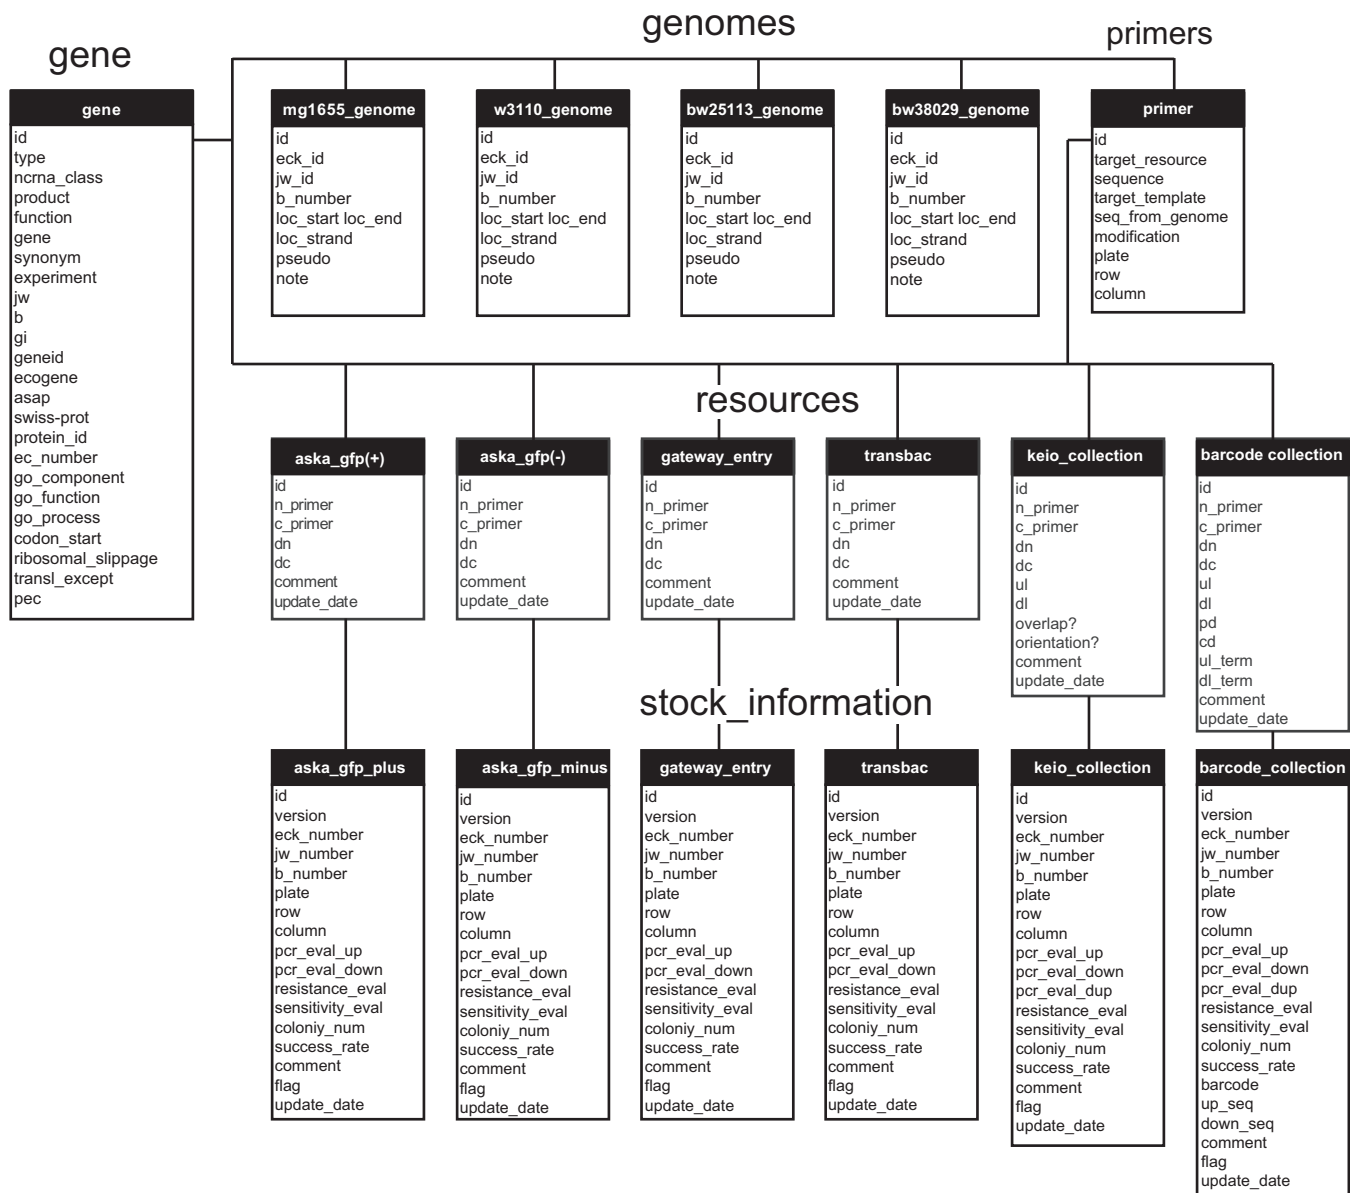 genomes
primers
gene
gene
id
type
ncrna_class
product
function
gene
synonym
experiment
jw
b
gi
geneid
ecogene
asap
swiss-prot
protein_id
ec_number
go_component
go_function
go_process
codon_start
ribosomal_slippage
transl_except
pec
mg1655_genome
id
eck_id
jw_id
b_number
loc_start loc_end
loc_strand
pseudo
note
w3110_genome
id
eck_id
jw_id
b_number
loc_start loc_end
loc_strand
pseudo
note
bw25113_genome
id
eck_id
jw_id
b_number
loc_start loc_end
loc_strand
pseudo
note
bw38029_genome
id
eck_id
jw_id
b_number
loc_start loc_end
loc_strand
pseudo
note
primer
id
target_resource
sequence
target_template
seq_from_genome
modification
plate
row
column
resources
aska_gfp(+)
id
n_primer
c_primer
dn
dc
comment
update_date
aska_gfp(-)
id
n_primer
c_primer
dn
dc
comment
update_date
gateway_entry
id
n_primer
c_primer
dn
dc
comment
update_date
transbac
id
n_primer
c_primer
dn
dc
comment
update_date
keio_collection
id
n_primer
c_primer
dn
dc
ul
dl
overlap?
orientation?
comment
update_date
barcode collection
id
n_primer
c_primer
dn
dc
ul
dl
pd
cd
ul_term
dl_term
comment
update_date
stock_information
aska_gfp_plus
id
version
eck_number
jw_number
b_number
plate
row
column
pcr_eval_up
pcr_eval_down
resistance_eval
sensitivity_eval
coloniy_num
success_rate
comment
flag
update_date
aska_gfp_minus
id
version
eck_number
jw_number
b_number
plate
row
column
pcr_eval_up
pcr_eval_down
resistance_eval
sensitivity_eval
coloniy_num
success_rate
comment
flag
update_date
gateway_entry
id
version
eck_number
jw_number
b_number
plate
row
column
pcr_eval_up
pcr_eval_down
resistance_eval
sensitivity_eval
coloniy_num
success_rate
comment
flag
update_date
transbac
id
version
eck_number
jw_number
b_number
plate
row
column
pcr_eval_up
pcr_eval_down
resistance_eval
sensitivity_eval
coloniy_num
success_rate
comment
flag
update_date
keio_collection
id
version
eck_number
jw_number
b_number
plate
row
column
pcr_eval_up
pcr_eval_down
pcr_eval_dup
resistance_eval
sensitivity_eval
coloniy_num
success_rate
comment
flag
update_date
barcode_collection
id
version
eck_number
jw_number
b_number
plate
row
column
pcr_eval_up
pcr_eval_down
pcr_eval_dup
resistance_eval
sensitivity_eval
coloniy_num
success_rate
barcode
up_seq
down_seq
comment
flag
update_date